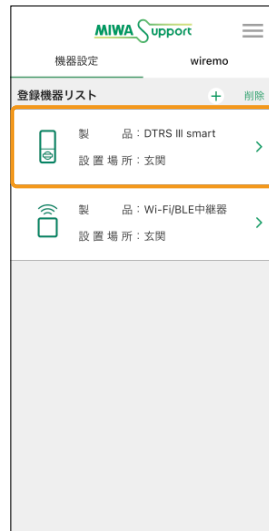 MIWA Support
機器設定 wiremo
登録機器リスト + 削除
製品：DTRS III smart
設置場所：玄関
製品：Wi-Fi/BLE中継器
設置場所：玄関